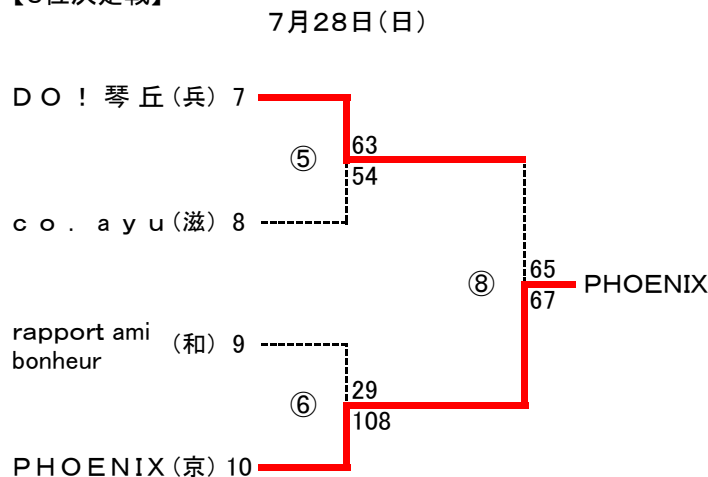 7月28日(日)
DO!琴丘(兵) 7
63
⑤
54
co.ayu(滋) 8
65
⑧ PHOENIX
67
rapport ami
bonheur
(和) 9
29
⑥
108
PHOENIX(京) 10